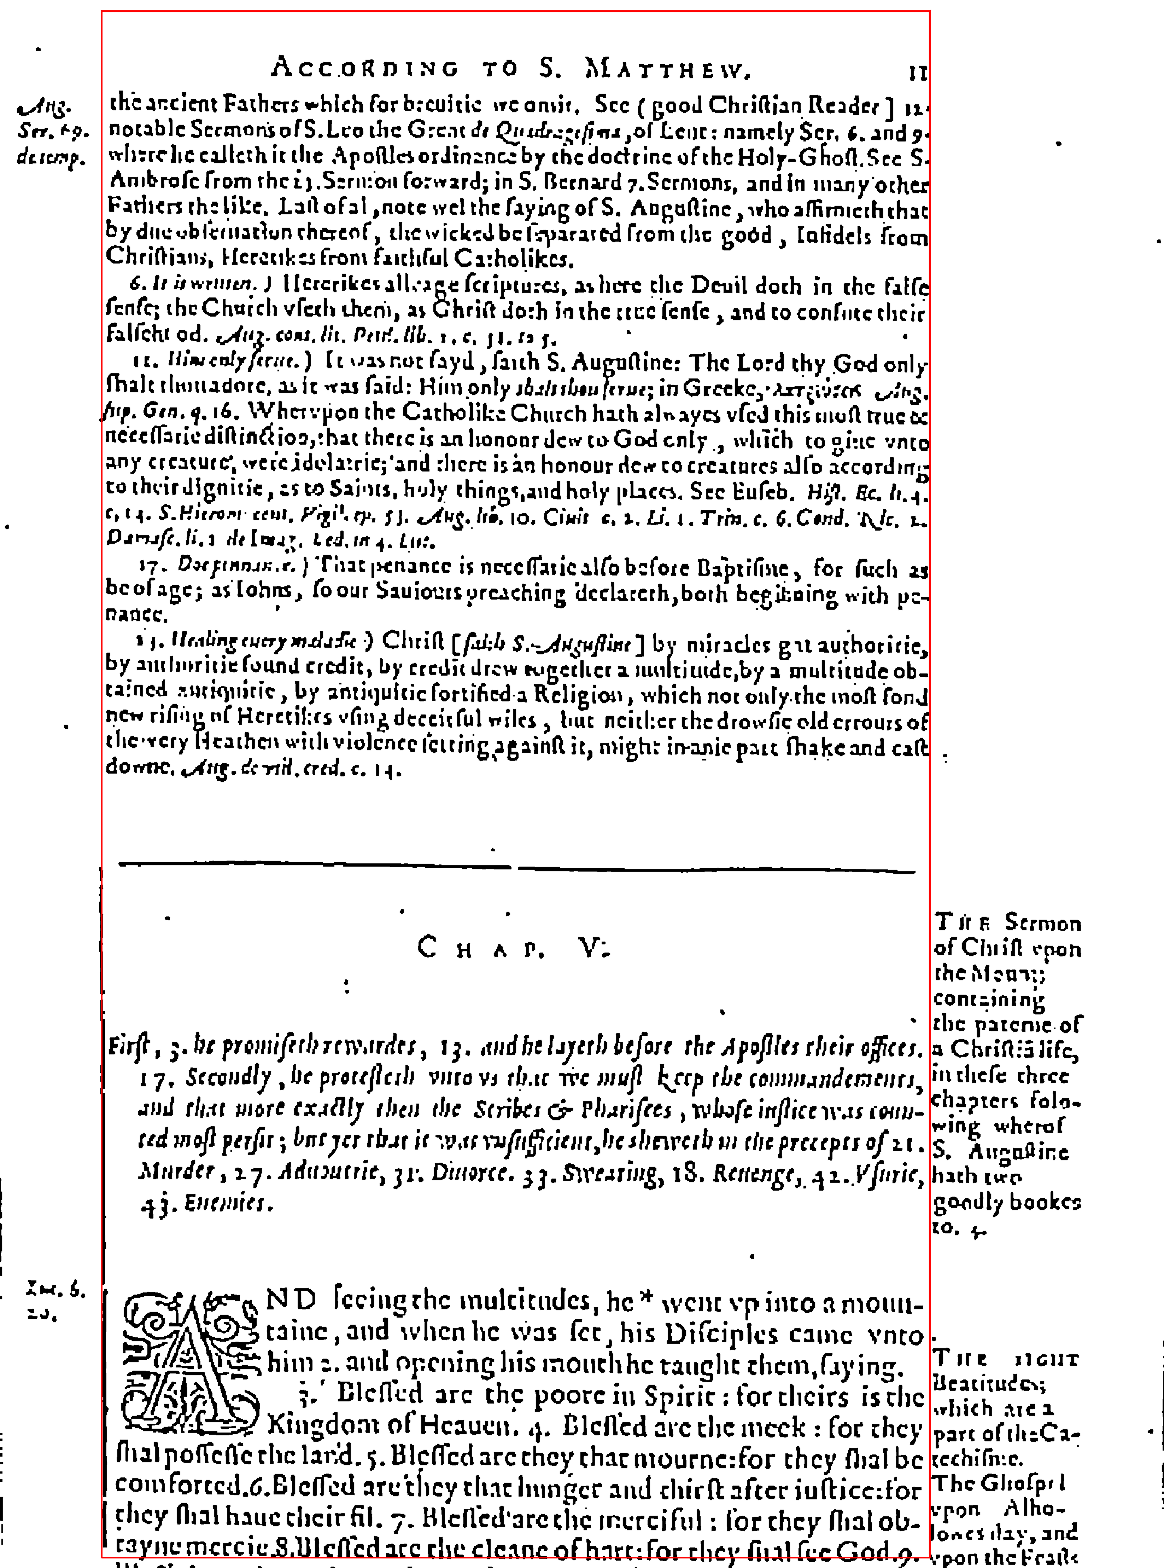 ACCORDING TO S. MATTHEW. 11
Aug.
Ser. 69.
de temp.
the ancient Fathers which for breuitie we omit. See (good Christian Reader] 12.
notable Sermons of S. Leo the Great de Quadragesima, of Lent: namely Ser. 6. and 9.
where he calleth it the Apostles ordinance by the doctrine of the Holy-Ghost. See S.
Ambrose from the 23. Sermon forward; in S. Bernard 7. Sermons, and in many other
Fathers the like. Last of al, note wel the saying of S. Augustine, who affirmeth that
by due obseruation thereof, the wicked be separated from the good, Infidels from
Christians, Heretikes from faithful Catholikes.
6. It is written. ) Heretikes alleage scriptures, as here the Deuil doth in the false
sense; the Church vseth them, as Christ doth in the true sense, and to confute their
falsehood. Aug. cont. lit. Petil. lib. 2. c. 51. to 5.
11. Him only serue. ) It was not sayd, saith S. Augustine: The Lord thy God only
shalt thou adore, as it was said: Him only shalt thou serue; in Greeke, Aug.
sup. Gen. q. 16. Wherupon the Catholike Church hath alwayes vsed this most true &
necessarie distinction, that there is an honour dew to God only, which to giue vnto
any creature, were idolatrie; and there is an honour dew to creatures also according
to their dignitie, as to Saints, holy things, and holy places. See Euseb. Hist. Ec. li. 4.
c. 14. S. Hierom cont. Vigil. ep. 53. Aug. lib. 10. Ciuit c. 1. Li. 1. Trin. c. 6. Cond. Nic. 2.
Damasc. li. 1 de Imag. Bed. in 4. Luc.
17. Doe pennance. ) That penance is necessarie also before Baptisme, for such as
be of age; as Iohns, so our Sauiours preaching declareth, both beginning with pe-
nance.
23. Healing euery maladie ) Christ [saith S. Augustine] by miracles gat authoritie,
by authoritie found credit, by credit drew together a multitude, by a multitude ob-
tained antiquitie, by antiquitie fortified a Religion, which not only the most fond
new rising of Heretikes vsing deceitful wiles, but neither the drowsie old errours of
the very Heathen with violence setting against it, might in anie part shake and cast
downe. Aug. de vtil. cred. c. 14.
CHAP. V.
First, 3. he promiseth rewardes, 13. and he layeth before the Apostles their offices.
17. Secondly, he protesteth vnto vs that we must keep the commandements,
and that more exactly then the Scribes & Pharisees, whose iustice was coun-
ted most perfit; but yet that it was vnsufficient, he sheweth in the precepts of 21.
Murder, 27. Aduoutrie, 31. Diuorce. 33. Swearing, 38. Reuenge, 42. Vsurie,
43. Enemies.
THE Sermon
of Christ vpon
the Mount;
containing
the paterne of
a Christiã life,
in these three
chapters folo-
wing wherof
S. Augustine
hath two
goodly bookes
to. 4.
Luc. 6.
20.
AND seeing the multitudes, he * went vp into a moun-
taine, and when he was set, his Disciples came vnto
him 2. and opening his mouth he taught them, saying.
3. Blessed are the poore in Spirit: for theirs is the
Kingdom of Heauen. 4. Blessed are the meek: for they
shal possesse the land. 5. Blessed are they that mourne: for they shal be
comforted. 6. Blessed are they that hunger and thirst after iustice: for
they shal haue their fil. 7. Blessed are the merciful: for they shal ob-
tayne mercie. 8. Blessed are the cleane of hart: for they shal see God. 9.
THE EIGHT
Beatitudes;
which are a
part of the Ca-
techisme.
The Ghospel
vpon Alho-
lowes day, and
vpon the Feast